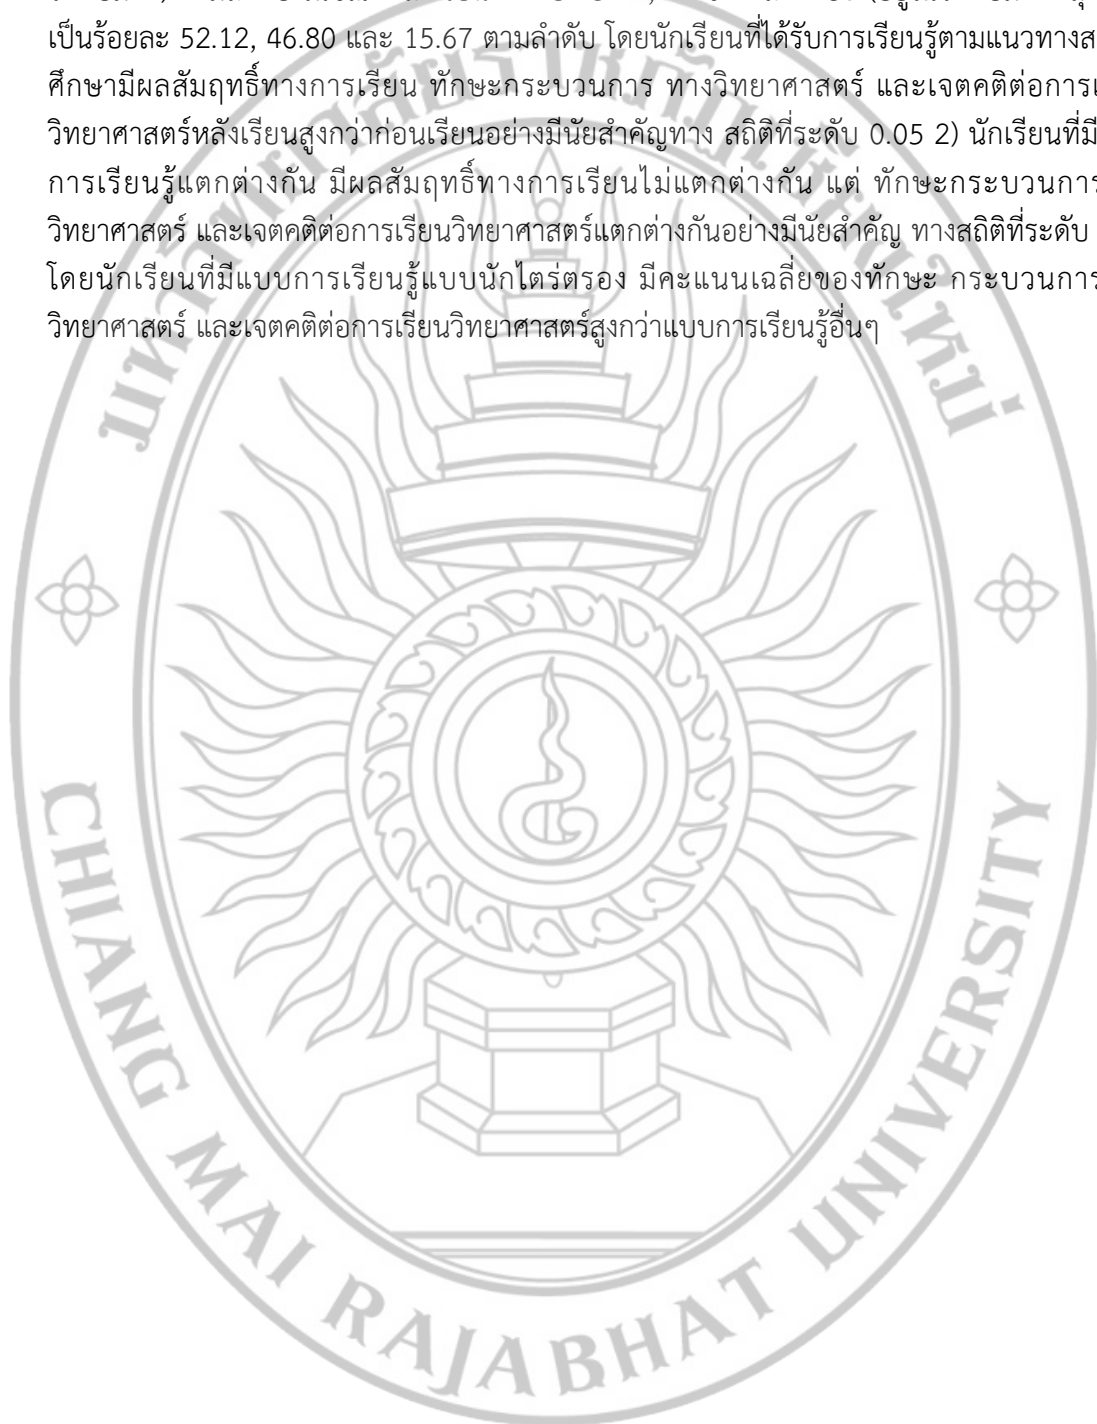 เป็นร้อยละ 52.12, 46.80 และ 15.67 ตามลำดับ โดยนักเรียนที่ได้รับการเรียนรู้ตามแนวทางส
ศึกษามีผลสัมฤทธิ์ทางการเรียน ทักษะกระบวนการ ทางวิทยาศาสตร์ และเจตคติต่อการเ
วิทยาศาสตร์หลังเรียนสูงกว่าก่อนเรียนอย่างมีนัยสำคัญทาง สถิติที่ระดับ 0.05 2) นักเรียนที่มี
การเรียนรู้แตกต่างกัน มีผลสัมฤทธิ์ทางการเรียนไม่แตกต่างกัน แต่ ทักษะกระบวนการ
วิทยาศาสตร์ และเจตคติต่อการเรียนวิทยาศาสตร์แตกต่างกันอย่างมีนัยสำคัญ ทางสถิติที่ระดับ
โดยนักเรียนที่มีแบบการเรียนรู้แบบนักไตร่ตรอง มีคะแนนเฉลี่ยของทักษะ กระบวนการ
วิทยาศาสตร์ และเจตคติต่อการเรียนวิทยาศาสตร์สูงกว่าแบบการเรียนรู้อื่นๆ
มหาวิทยาลัยราชภัฏเชียงใหม่
CHIANG MAI RAJABHAT UNIVERSITY